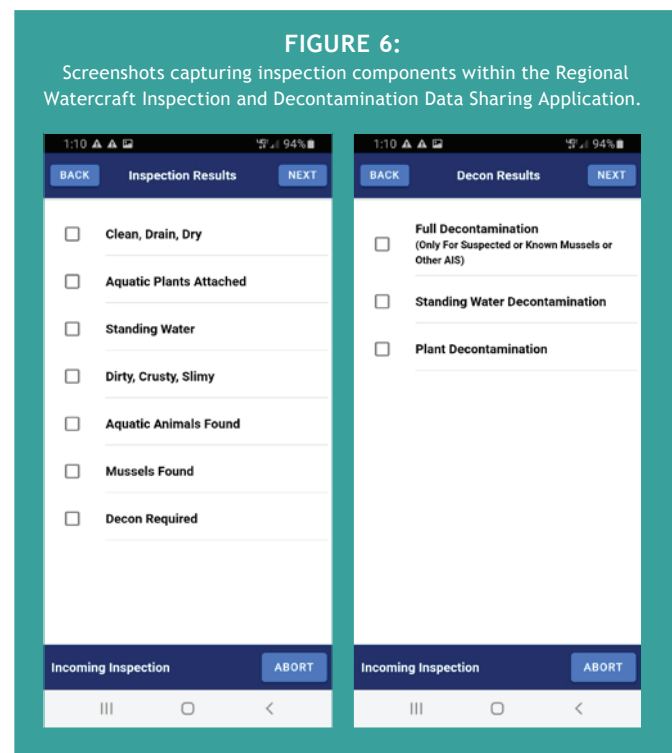 FIGURE 6:
Screenshots capturing inspection components within the Regional
Watercraft Inspection and Decontamination Data Sharing Application.
1:10
94%
BACK
Inspection Results
NEXT
Clean, Drain, Dry
Aquatic Plants Attached
Standing Water
Dirty, Crusty, Slimy
Aquatic Animals Found
Mussels Found
Decon Required
Incoming Inspection
ABORT
1:10
94%
BACK
Decon Results
NEXT
Full Decontamination
(Only For Suspected or Known Mussels or
Other AIS)
Standing Water Decontamination
Plant Decontamination
Incoming Inspection
ABORT